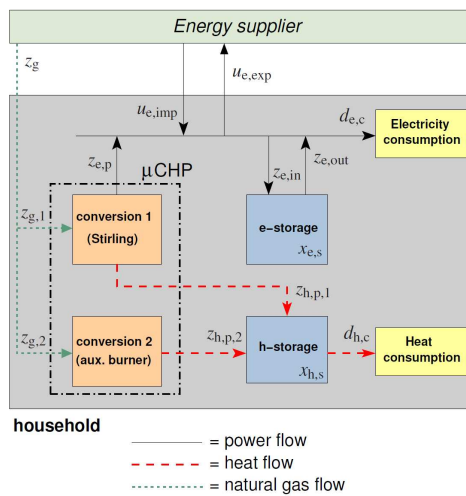 Energy supplier
z_g
u_e,exp
u_e,imp
d_e,c
Electricity
consumption
z_e,p
z_e,in
z_e,out
μCHP
z_g,1
conversion 1
(Stirling)
e−storage
x_e,s
z_h,p,1
z_g,2
conversion 2
(aux. burner)
z_h,p,2
h−storage
x_h,s
d_h,c
Heat
consumption
household
= power flow
= heat flow
= natural gas flow